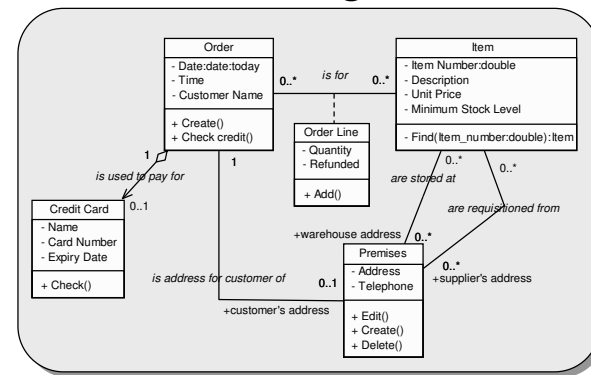 Order
- Date:date:today
- Time
- Customer Name
+ Create()
+ Check credit()
0..*
is for
0..*
Item
- Item Number:double
- Description
- Unit Price
- Minimum Stock Level
- Find(Item_number:double):Item
Order Line
- Quantity
- Refunded
+ Add()
1
1
is used to pay for
0..1
0..*
0..*
are stored at
are requisitioned from
Credit Card
- Name
- Card Number
- Expiry Date
+ Check()
+warehouse address
0..*
Premises
- Address
- Telephone
+ Edit()
+ Create()
+ Delete()
0..*
+supplier's address
is address for customer of
0..1
+customer's address